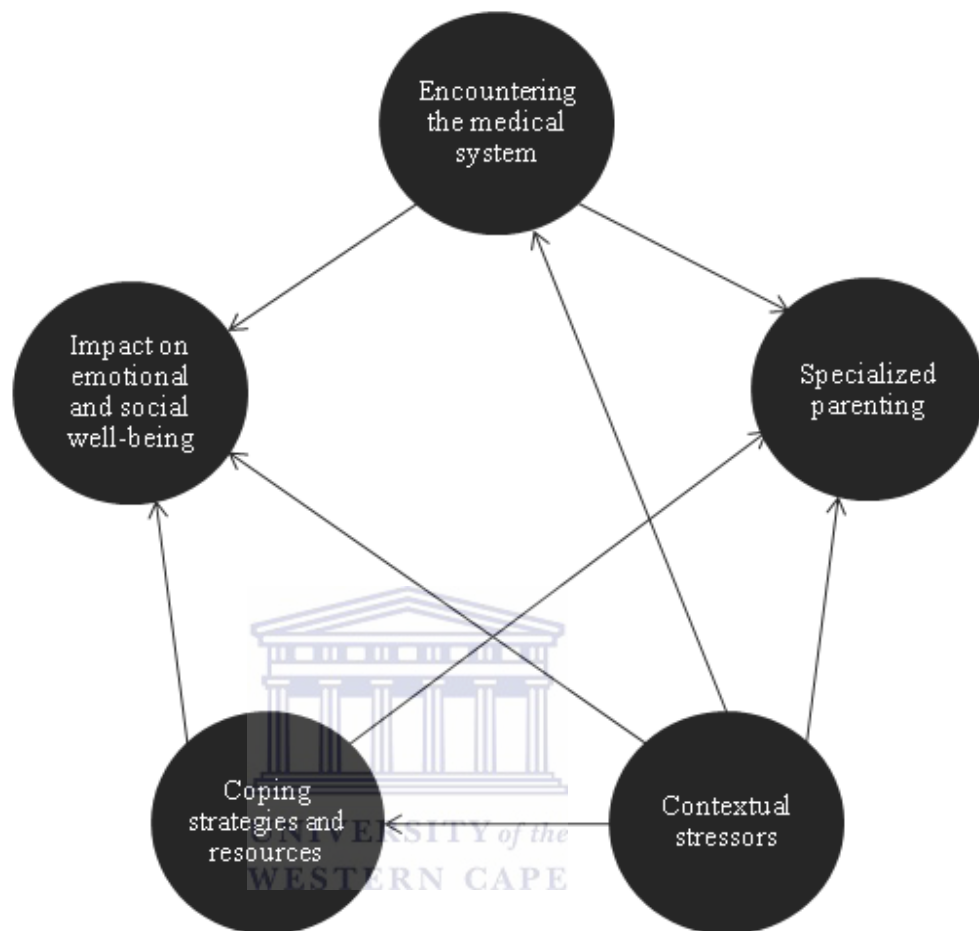 Encountering
the medical
system
Impact on
emotional
and social
well-being
Specialized
parenting
Coping
strategies and
resources
Contextual
stressors
UNIVERSITY of the
WESTERN CAPE